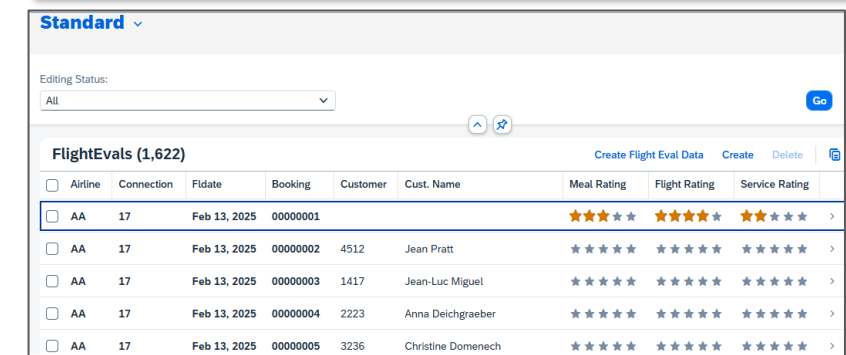 Standard
Editing Status:
All
Go
FlightEvals (1,622) Create Flight Eval Data Create Delete
Airline Connection Fldate Booking Customer Cust. Name Meal Rating Flight Rating Service Rating
AA 17 Feb 13, 2025 00000001
AA 17 Feb 13, 2025 00000002 4512 Jean Pratt
AA 17 Feb 13, 2025 00000003 1417 Jean-Luc Miguel
AA 17 Feb 13, 2025 00000004 2223 Anna Deichgraeber
AA 17 Feb 13, 2025 00000005 3236 Christine Domenech